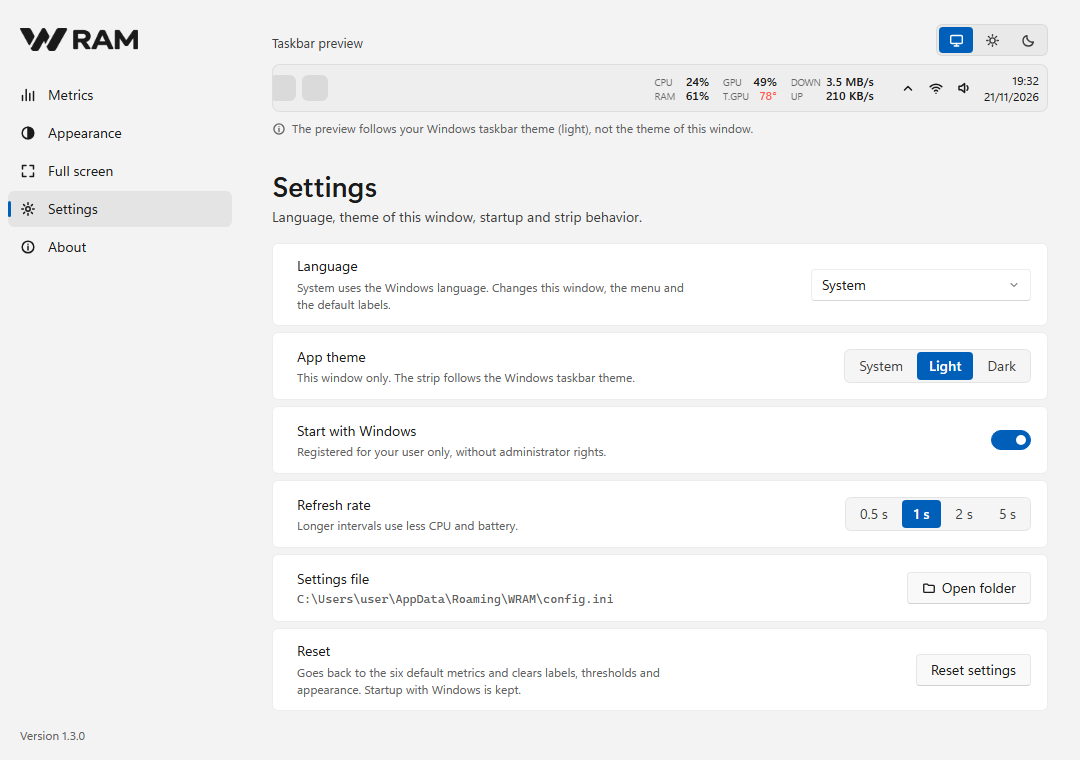 W RAM
Metrics
Appearance
Full screen
Settings
About
Version 1.3.0
Taskbar preview
CPU 24% GPU 49% DOWN 3.5 MB/s
RAM 61% T.GPU 78° UP 210 KB/s
19:32
21/11/2026
The preview follows your Windows taskbar theme (light), not the theme of this window.
Settings
Language, theme of this window, startup and strip behavior.
Language
System uses the Windows language. Changes this window, the menu and
the default labels.
System
App theme
This window only. The strip follows the Windows taskbar theme.
System Light Dark
Start with Windows
Registered for your user only, without administrator rights.
Refresh rate
Longer intervals use less CPU and battery.
0.5 s 1 s 2 s 5 s
Settings file
C:\Users\user\AppData\Roaming\WRAM\config.ini
Open folder
Reset
Goes back to the six default metrics and clears labels, thresholds and
appearance. Startup with Windows is kept.
Reset settings